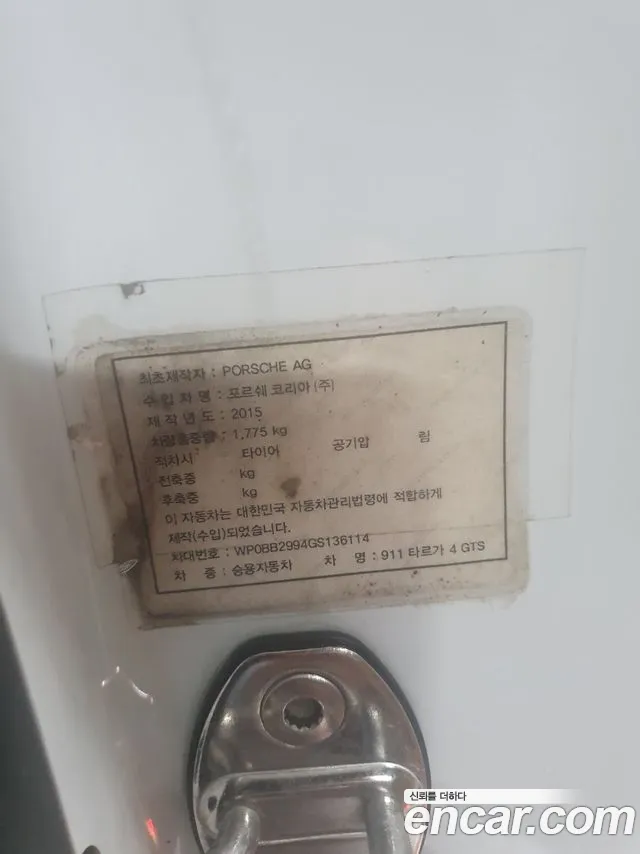 최초제작자 : PORSCHE AG
수 입 자 명 : 포르쉐 코리아 (주)
제 작 년 도 : 2015
차량총중량 : 1,775 kg
적차시 타이어 공기압 림
전축중 kg
후축중 kg
이 자동차는 대한민국 자동차관리법령에 적합하게
제작(수입)되었습니다.
차대번호 : WP0BB2994GS136114
차 종 : 승용자동차 차 명 : 911 타르가 4 GTS
신뢰를 더하다
encar.com